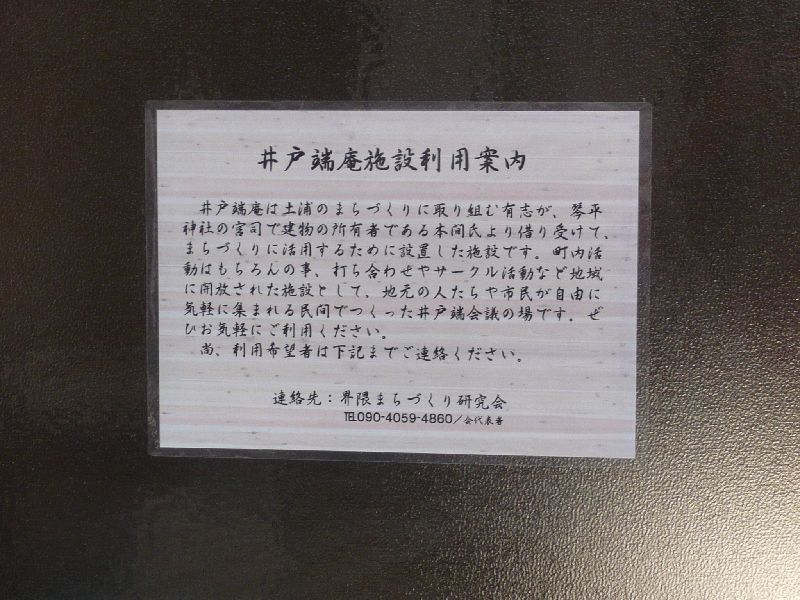 井戸端庵施設利用案内
井戸端庵は土浦のまちづくりに取り組む有志が、琴平
神社の宮司で建物の所有者である本間氏より借り受けて、
まちづくりに活用するために設置した施設です。町内活
動はもちろんの事、打ち合わせやサークル活動など地域
に開放された施設として、地元の人たちや市民が自由に
気軽に集まれる民間でつくった井戸端会議の場です。ぜ
ひお気軽にご利用ください。
尚、利用希望者は下記までご連絡ください。
連絡先：界隈まちづくり研究会
℡090-4059-4860／会代表者